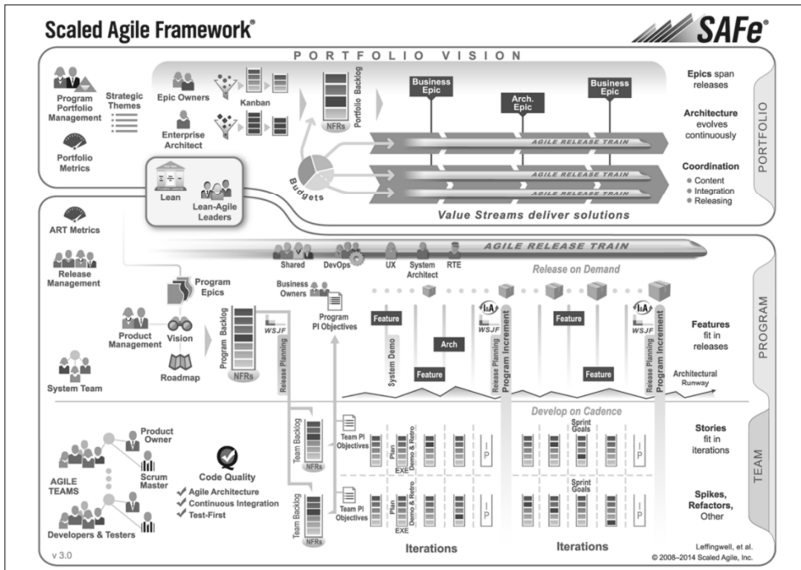 Scaled Agile Framework®
SAFe®
PORTFOLIO VISION
Program
Portfolio
Management
Strategic
Themes
Portfolio
Metrics
Epic Owners
Enterprise
Architect
Kanban
Portfolio Backlog
NFRs
Business
Epic
Arch.
Epic
Business
Epic
AGILE RELEASE TRAIN
AGILE RELEASE TRAIN
AGILE RELEASE TRAIN
Budgets
Value Streams deliver solutions
Epics span
releases
Architecture
evolves
continuously
Coordination
Content
Integration
Releasing
PORTFOLIO
Lean
Lean-Agile
Leaders
ART Metrics
Release
Management
AGILE RELEASE TRAIN
Shared
DevOps
UX
System
Architect
RTE
Release on Demand
Program
Epics
Business
Owners
Program
PI Objectives
Product
Management
Vision
Roadmap
System Team
Program Backlog
NFRs
WSJF
Release Planning
Feature
System Demo
Arch
Feature
I&A
WSJF
Release Planning
Program Increment
Feature
Feature
I&A
WSJF
Release Planning
Program Increment
Architectural
Runway
Features
fit in
releases
PROGRAM
Develop on Cadence
AGILE
TEAMS
Product
Owner
Scrum
Master
Developers & Testers
Code Quality
Agile Architecture
Continuous Integration
Test-First
Team Backlog
NFRs
Team PI
Objectives
Plan
EXE
Demo & Retro
I
P
Sprint
Goals
I
P
Team Backlog
NFRs
Team PI
Objectives
Plan
EXE
Demo & Retro
I
P
Sprint
Goals
I
P
Iterations
Iterations
Stories
fit in
iterations
Spikes,
Refactors,
Other
TEAM
v 3.0
Leffingwell, et al.
© 2008–2014 Scaled Agile, Inc.